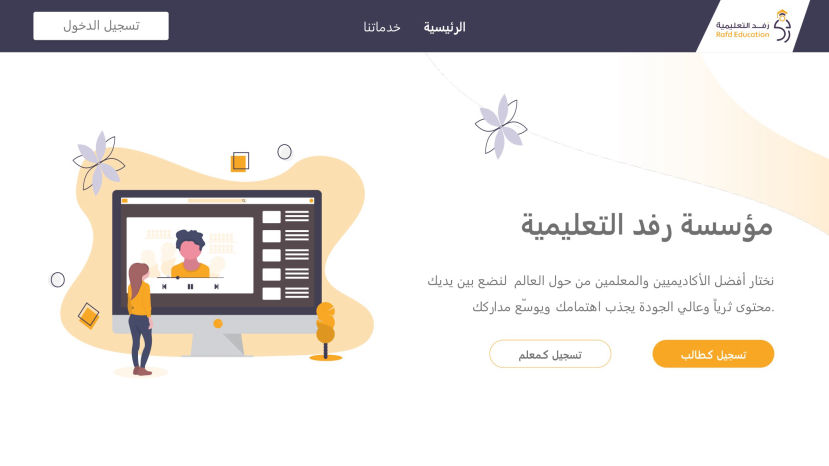 رفد التعليمية
Rafd Education
الرئيسية
خدماتنا
تسجيل الدخول
مؤسسة رفد التعليمية
نختار أفضل الأكاديميين والمعلمين من حول العالم لنضع بين يديك
.محتوى ثرياً وعالي الجودة يجذب اهتمامك ويوسّع مداركك
تسجيل كطالب
تسجيل كمعلم